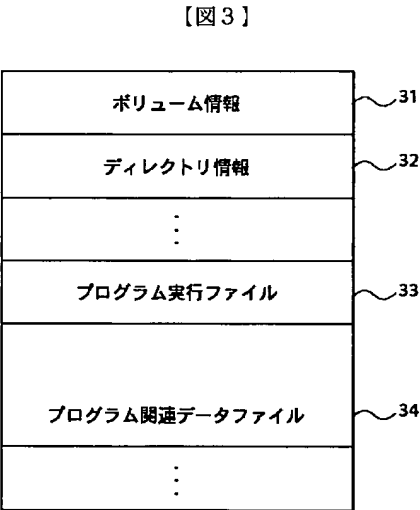 【図3】
ボリューム情報 31
ディレクトリ情報 32
⋮
プログラム実行ファイル 33
プログラム関連データファイル 34
⋮